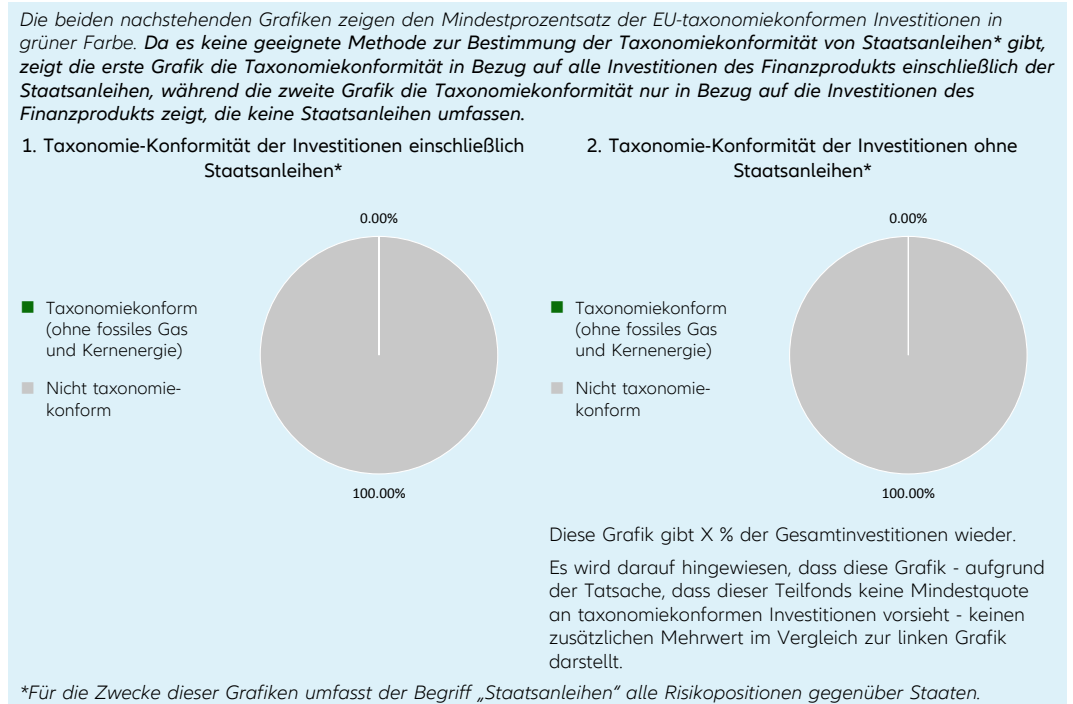 Die beiden nachstehenden Grafiken zeigen den Mindestprozentsatz der EU-taxonomiekonformen Investitionen in
grüner Farbe. Da es keine geeignete Methode zur Bestimmung der Taxonomiekonformität von Staatsanleihen* gibt,
zeigt die erste Grafik die Taxonomiekonformität in Bezug auf alle Investitionen des Finanzprodukts einschließlich der
Staatsanleihen, während die zweite Grafik die Taxonomiekonformität nur in Bezug auf die Investitionen des
Finanzprodukts zeigt, die keine Staatsanleihen umfassen.
1. Taxonomie-Konformität der Investitionen einschließlich
Staatsanleihen*
0.00%
Taxonomiekonform
(ohne fossiles Gas
und Kernenergie)
Nicht taxonomie-
konform
100.00%
2. Taxonomie-Konformität der Investitionen ohne
Staatsanleihen*
0.00%
Taxonomiekonform
(ohne fossiles Gas
und Kernenergie)
Nicht taxonomie-
konform
100.00%
Diese Grafik gibt X % der Gesamtinvestitionen wieder.
Es wird darauf hingewiesen, dass diese Grafik - aufgrund
der Tatsache, dass dieser Teilfonds keine Mindestquote
an taxonomiekonformen Investitionen vorsieht - keinen
zusätzlichen Mehrwert im Vergleich zur linken Grafik
darstellt.
*Für die Zwecke dieser Grafiken umfasst der Begriff „Staatsanleihen“ alle Risikopositionen gegenüber Staaten.